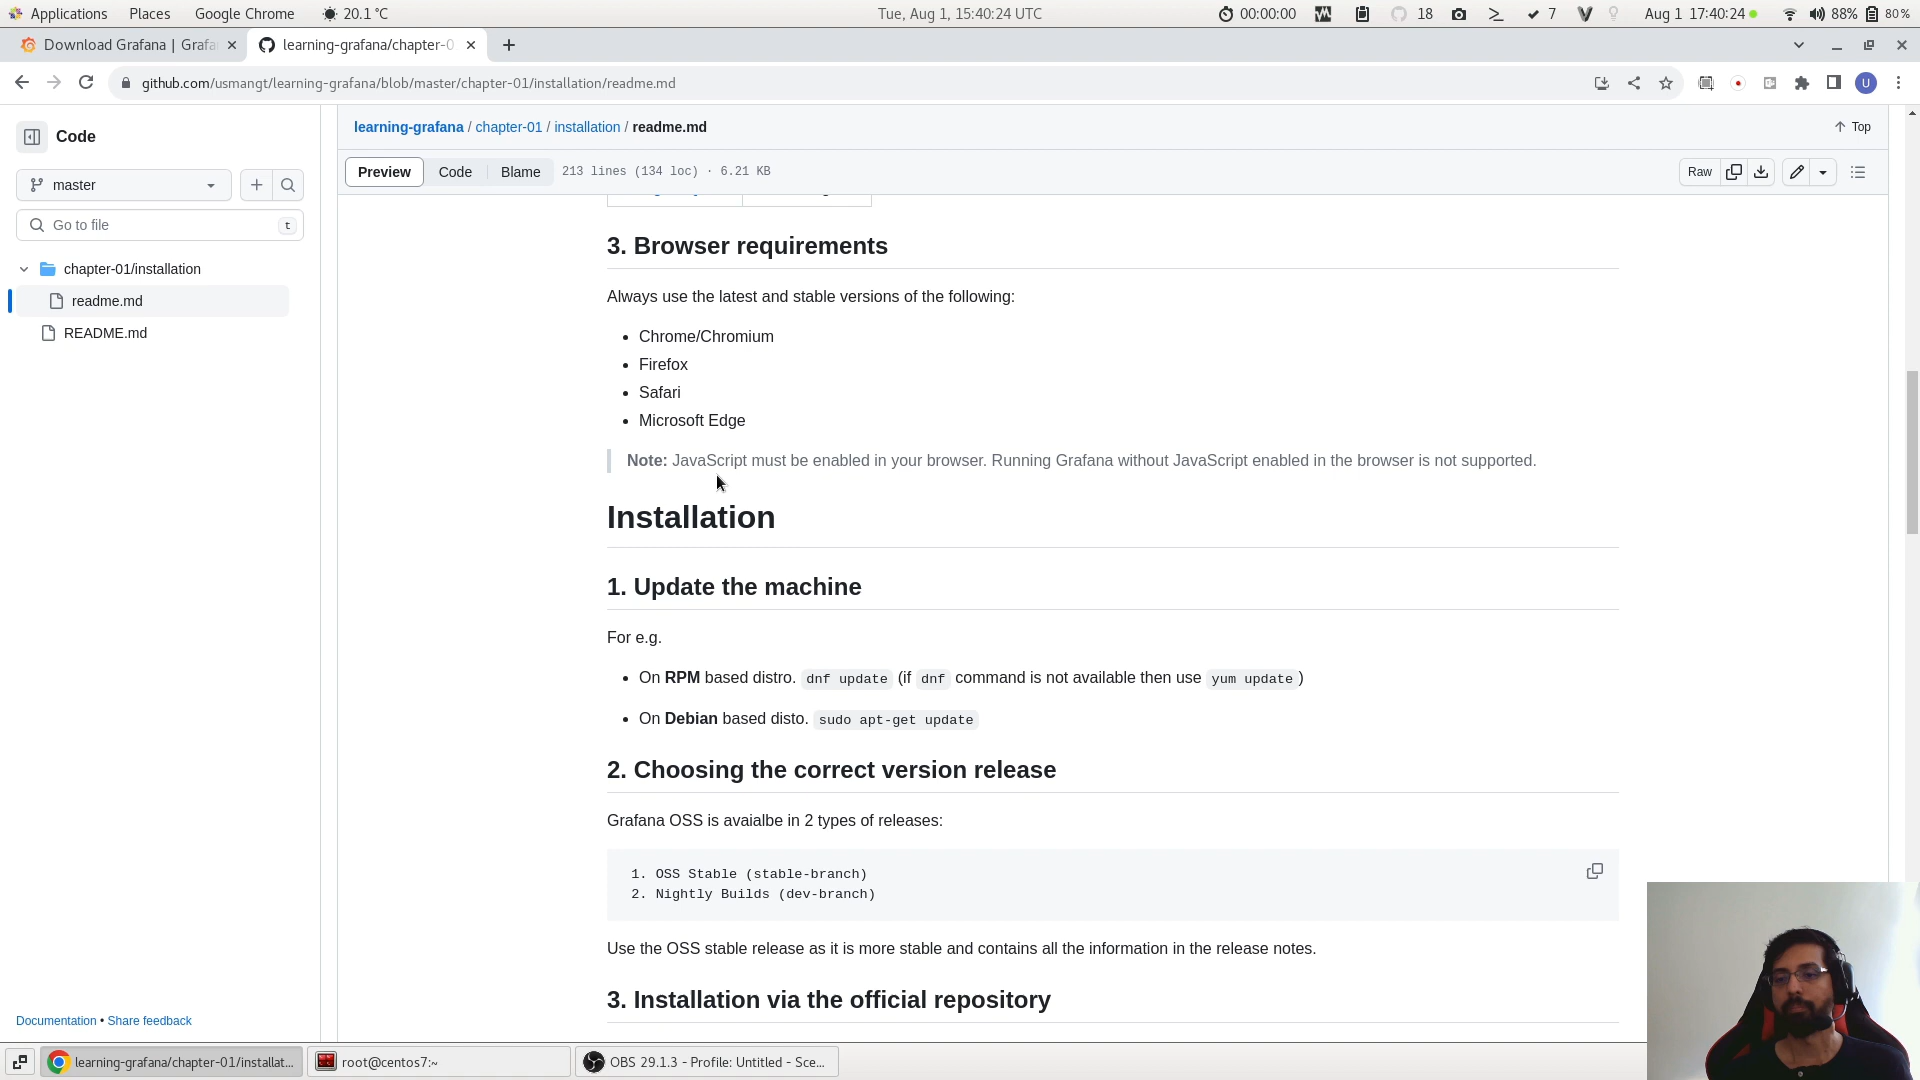 Applications Places Google Chrome 20.1 °C Tue, Aug 1, 15:40:24 UTC 00:00:00 18 7 Aug 1 17:40:24 88% 80%
Download Grafana | Grafa learning-grafana/chapter-0
github.com/usmangt/learning-grafana/blob/master/chapter-01/installation/readme.md U
Code
master
Go to file t
chapter-01/installation
readme.md
README.md
Documentation • Share feedback
learning-grafana / chapter-01 / installation / readme.md Top
Preview Code Blame 213 lines (134 loc) · 6.21 KB Raw
3. Browser requirements
Always use the latest and stable versions of the following:
• Chrome/Chromium
• Firefox
• Safari
• Microsoft Edge
Note: JavaScript must be enabled in your browser. Running Grafana without JavaScript enabled in the browser is not supported.
Installation
1. Update the machine
For e.g.
• On RPM based distro. dnf update (if dnf command is not available then use yum update )
• On Debian based disto. sudo apt-get update
2. Choosing the correct version release
Grafana OSS is avaialbe in 2 types of releases:
1. OSS Stable (stable-branch)
2. Nightly Builds (dev-branch)
Use the OSS stable release as it is more stable and contains all the information in the release notes.
3. Installation via the official repository
learning-grafana/chapter-01/installat... root@centos7:~ OBS 29.1.3 - Profile: Untitled - Sce...